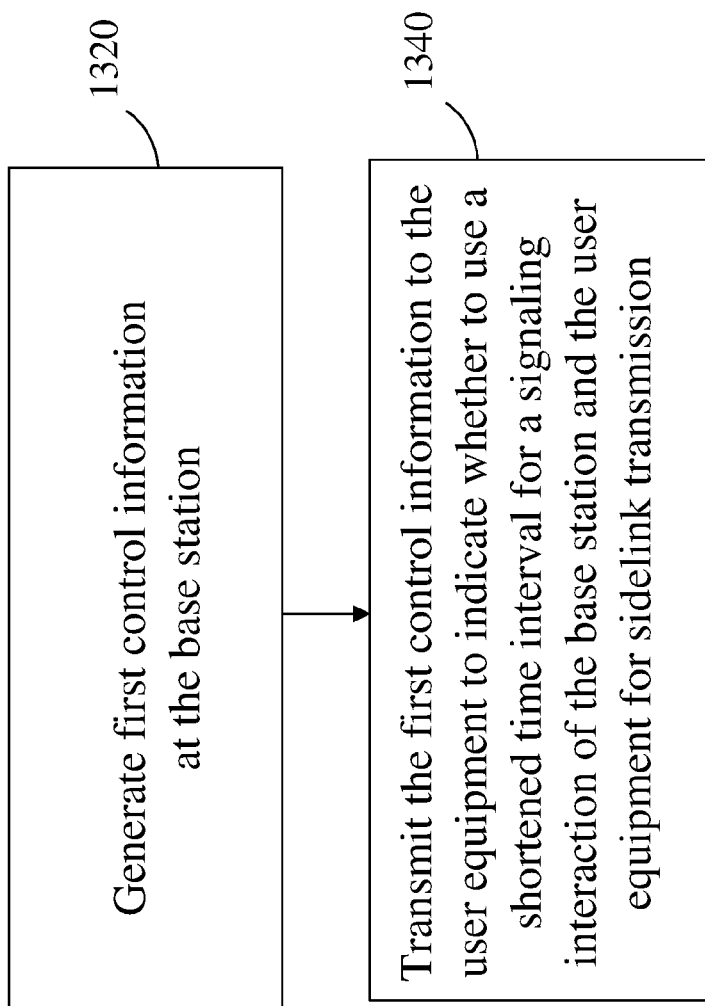 1320
Generate first control information
at the base station
1340
Transmit the first control information to the
user equipment to indicate whether to use a
shortened time interval for a signaling
interaction of the base station and the user
equipment for sidelink transmission